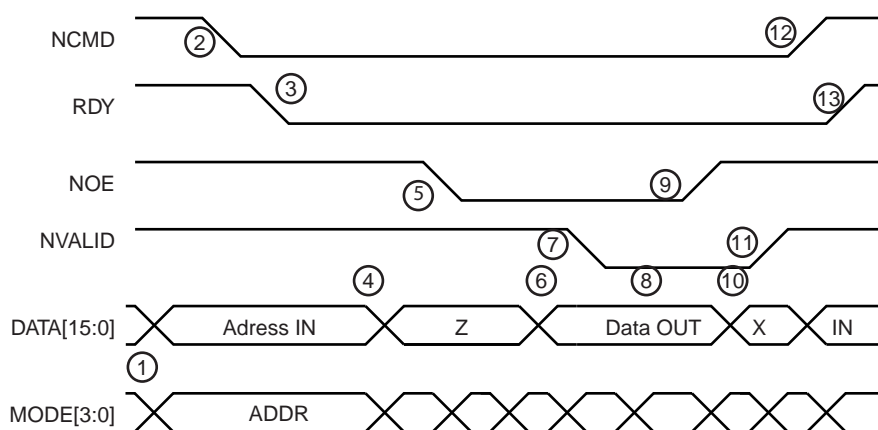 NCMD ② ⑫
RDY ③ ⑬
NOE ⑤ ⑨
NVALID ⑦ ⑪
④ ⑥ ⑧ ⑩
DATA[15:0] Adress IN Z Data OUT X IN
①
MODE[3:0] ADDR